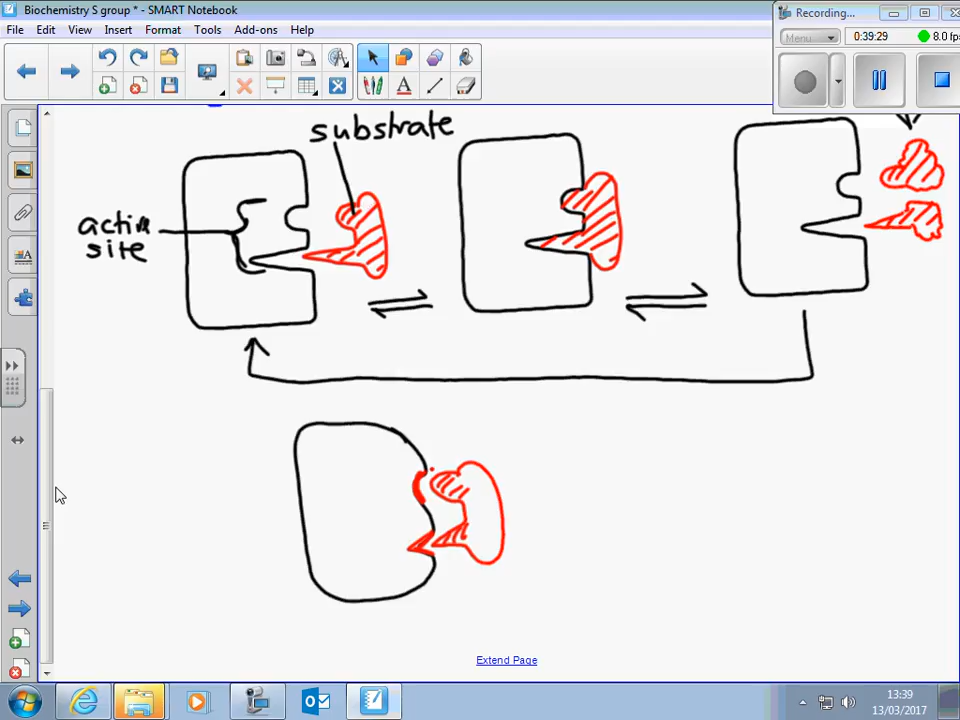 Biochemistry S group * - SMART Notebook
Recording...
File Edit View Insert Format Tools Add-ons Help
Menu
0:39:29
8.0 fp
substrate
active
site
Extend Page
13:39
13/03/2017